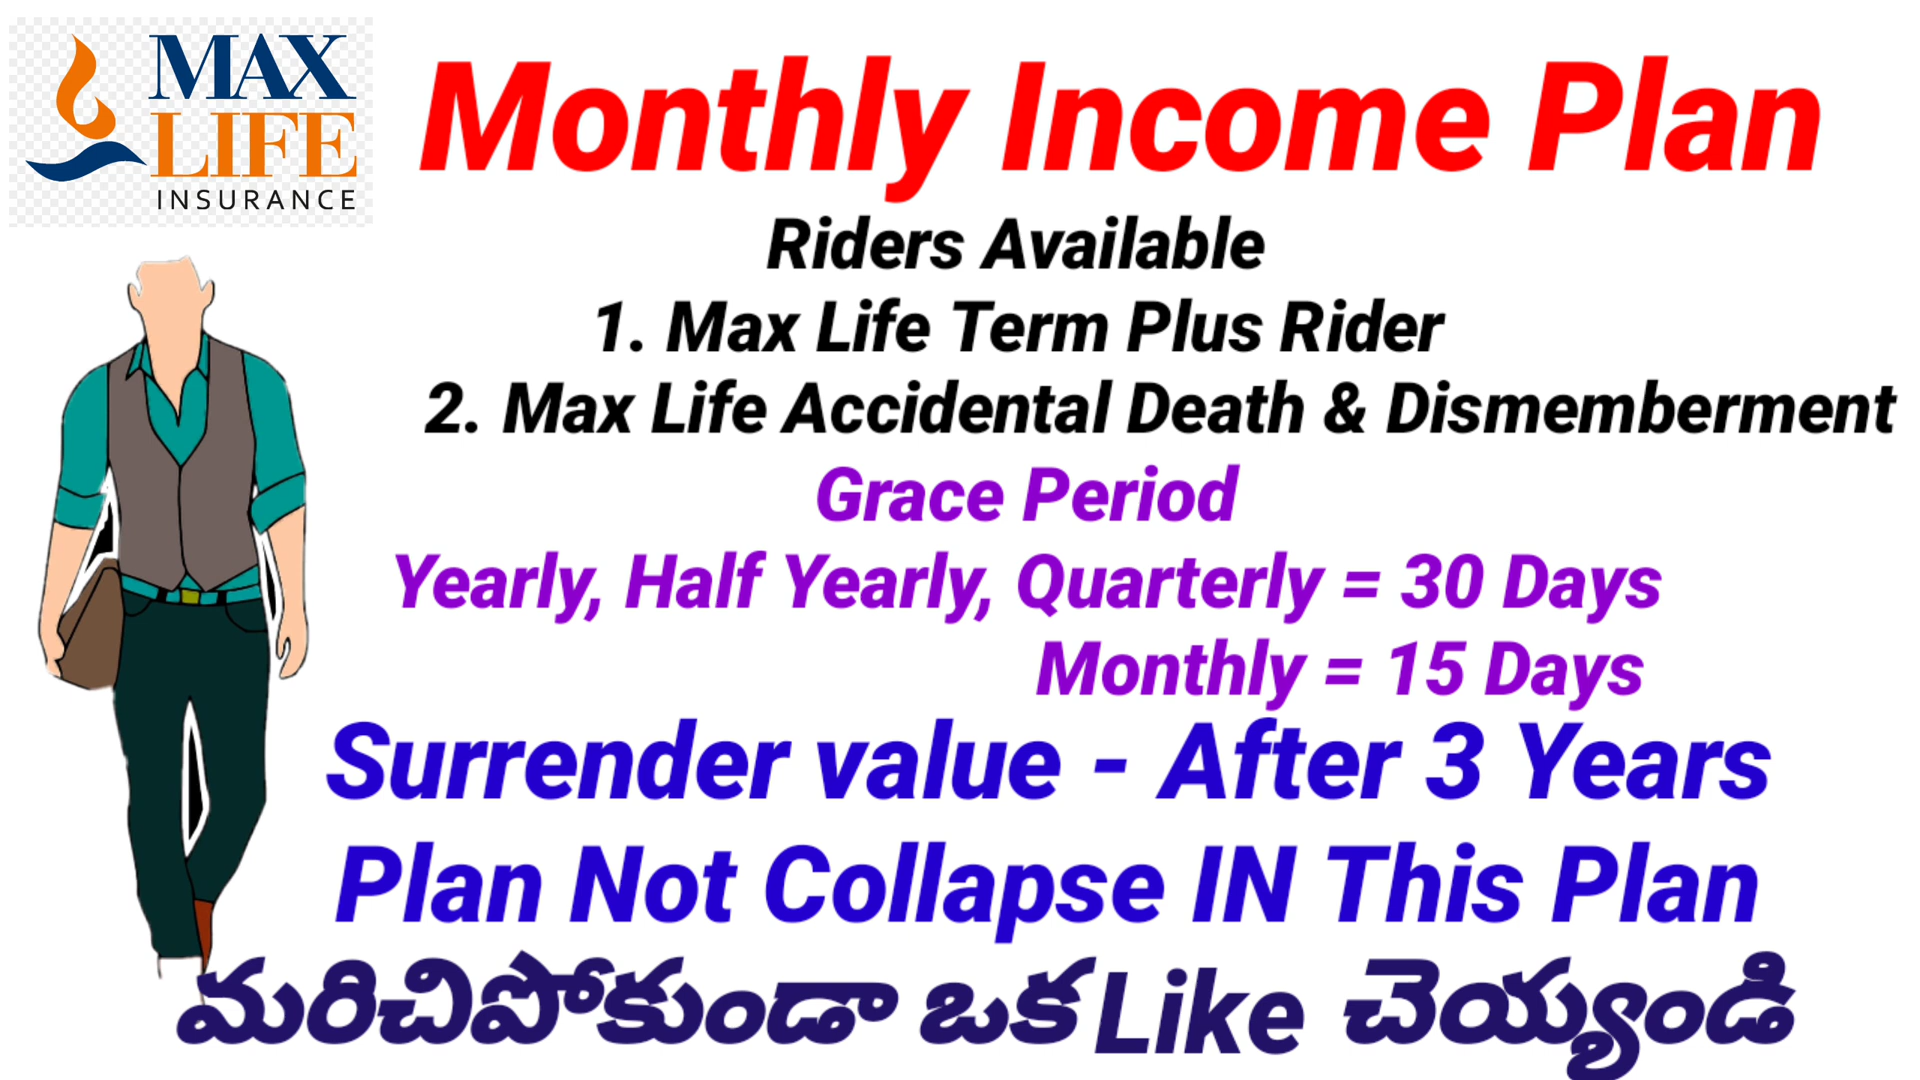 MAX
LIFE
INSURANCE
Monthly Income Plan
Riders Available
1. Max Life Term Plus Rider
2. Max Life Accidental Death & Dismemberment
Grace Period
Yearly, Half Yearly, Quarterly = 30 Days
Monthly = 15 Days
Surrender value - After 3 Years
Plan Not Collapse IN This Plan
మరిచిపోకుండా ఒక Like చెయ్యండి